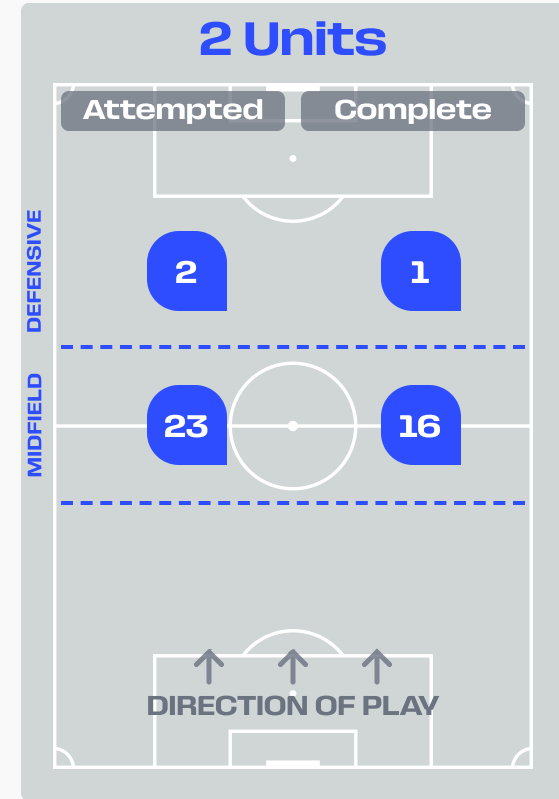 2 Units
Attempted Complete
DEFENSIVE
2 1
MIDFIELD
23 16
DIRECTION OF PLAY